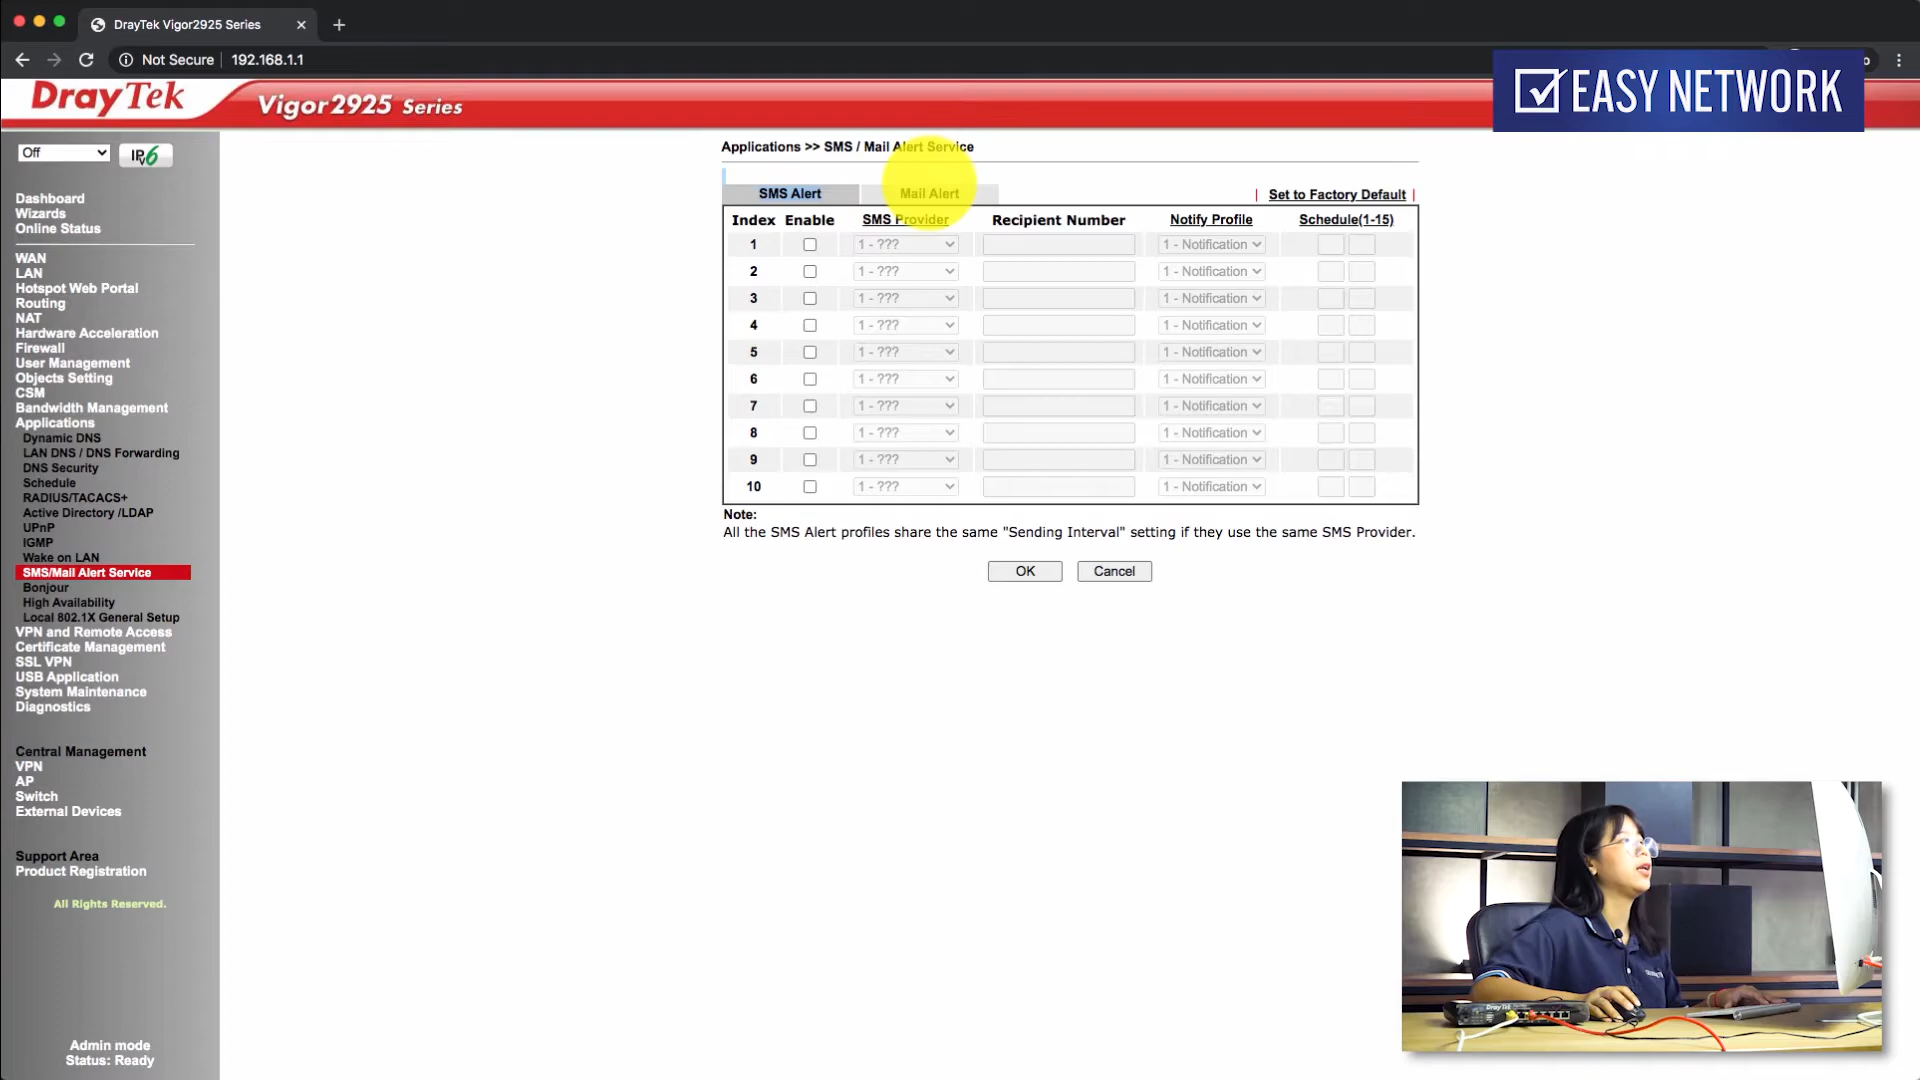 DrayTek Vigor2925 Series
Not Secure 192.168.1.1
EASY NETWORK
DrayTek Vigor2925 Series
Off IPv6
Dashboard
Wizards
Online Status
WAN
LAN
Hotspot Web Portal
Routing
NAT
Hardware Acceleration
Firewall
User Management
Objects Setting
CSM
Bandwidth Management
Applications
Dynamic DNS
LAN DNS / DNS Forwarding
DNS Security
Schedule
RADIUS/TACACS+
Active Directory /LDAP
UPnP
IGMP
Wake on LAN
SMS/Mail Alert Service
Bonjour
High Availability
Local 802.1X General Setup
VPN and Remote Access
Certificate Management
SSL VPN
USB Application
System Maintenance
Diagnostics
Central Management
VPN
AP
Switch
External Devices
Support Area
Product Registration
All Rights Reserved.
Admin mode
Status: Ready
Applications >> SMS / Mail Alert Service
SMS Alert Mail Alert | Set to Factory Default |
Index Enable SMS Provider Recipient Number Notify Profile Schedule(1-15)
1 1 - ??? 1 - Notification
2 1 - ??? 1 - Notification
3 1 - ??? 1 - Notification
4 1 - ??? 1 - Notification
5 1 - ??? 1 - Notification
6 1 - ??? 1 - Notification
7 1 - ??? 1 - Notification
8 1 - ??? 1 - Notification
9 1 - ??? 1 - Notification
10 1 - ??? 1 - Notification
Note:
All the SMS Alert profiles share the same "Sending Interval" setting if they use the same SMS Provider.
OK Cancel
DrayTek